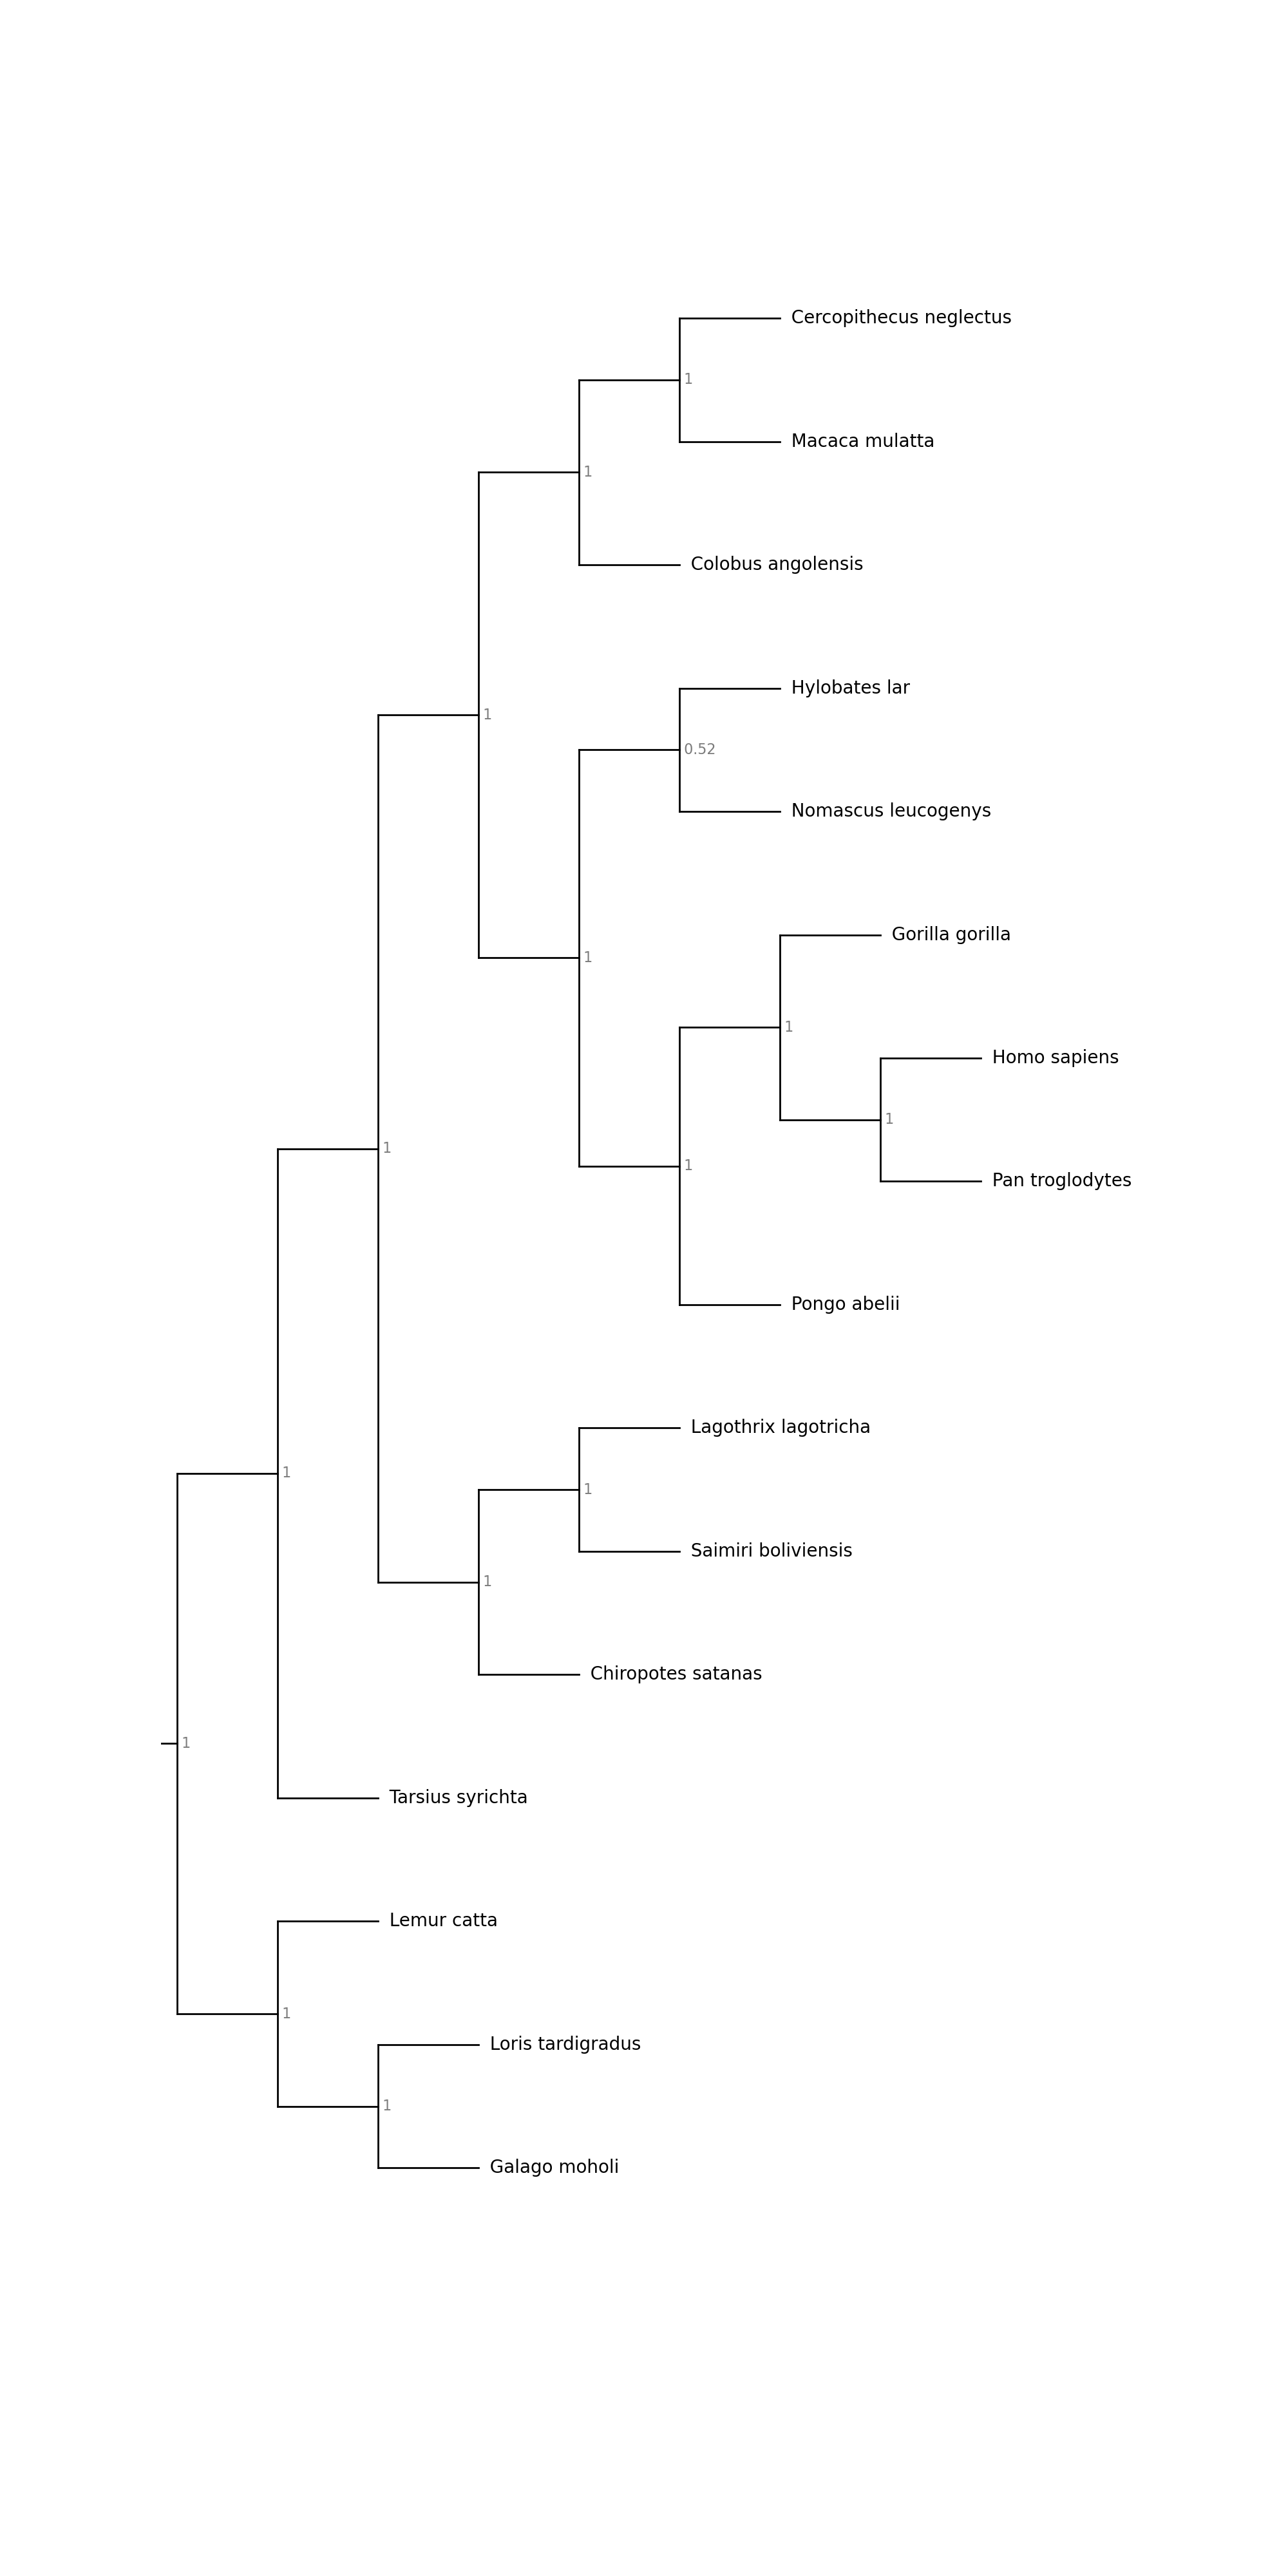 Cercopithecus neglectus
1
Macaca mulatta
1
Colobus angolensis
Hylobates lar
1
0.52
Nomascus leucogenys
Gorilla gorilla
1
1
Homo sapiens
1
1
1
Pan troglodytes
Pongo abelii
Lagothrix lagotricha
1
1
Saimiri boliviensis
1
Chiropotes satanas
1
Tarsius syrichta
Lemur catta
1
Loris tardigradus
1
Galago moholi